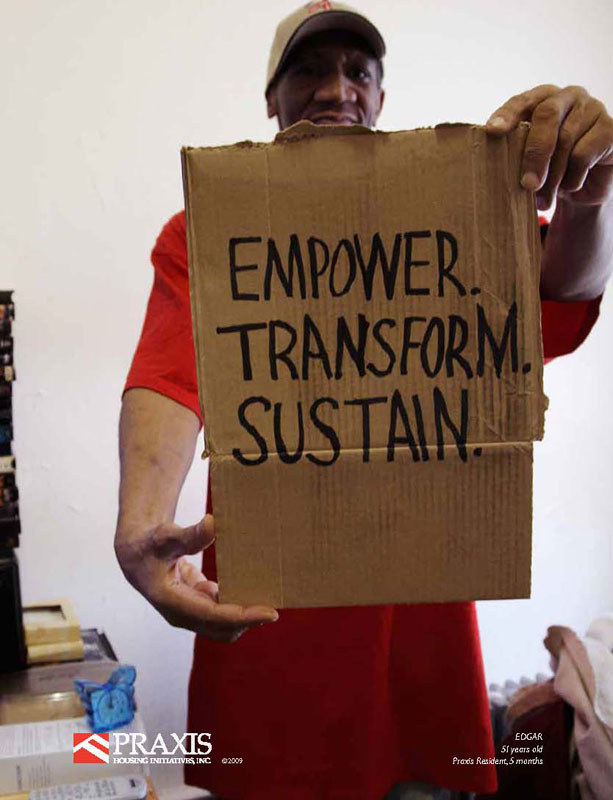 EMPOWER.
TRANSFORM.
SUSTAIN.
PRAXIS
HOUSING INITIATIVES, INC. ©2009
EDGAR
51 years old
Praxis Resident, 5 months